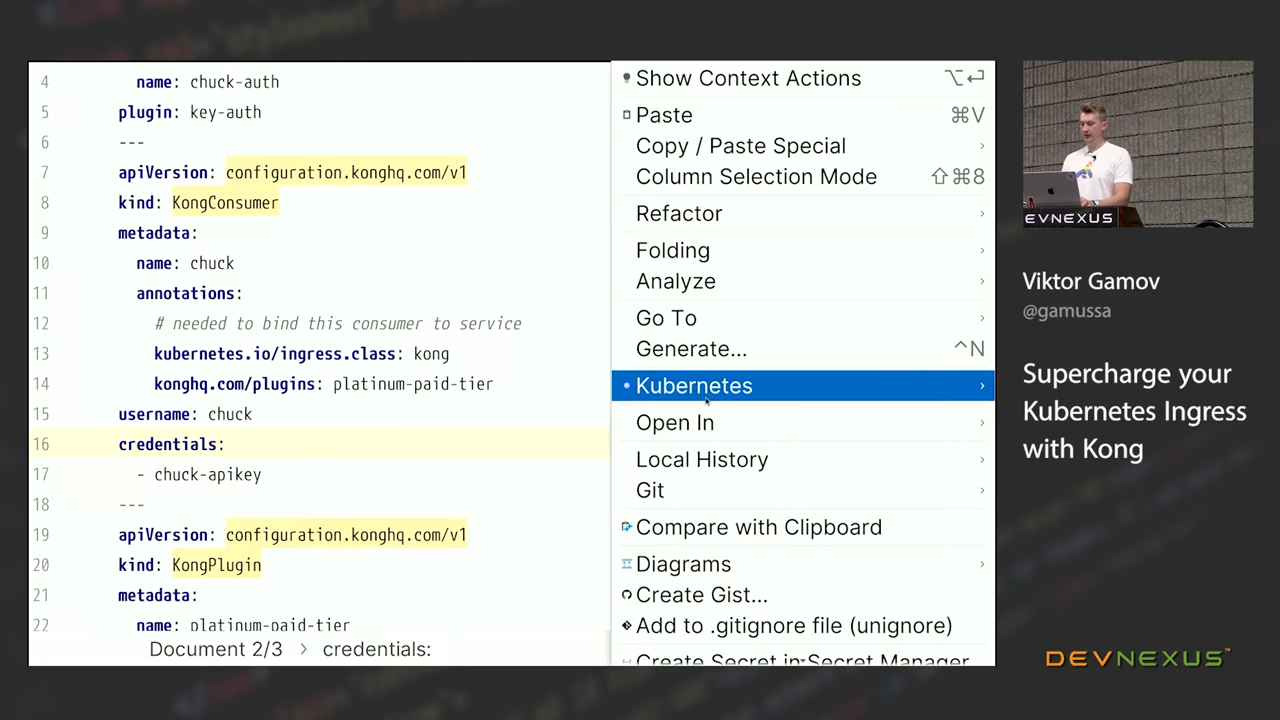 4 name: chuck-auth
5 plugin: key-auth
6 ---
7 apiVersion: configuration.konghq.com/v1
8 kind: KongConsumer
9 metadata:
10 name: chuck
11 annotations:
12 # needed to bind this consumer to service
13 kubernetes.io/ingress.class: kong
14 konghq.com/plugins: platinum-paid-tier
15 username: chuck
16 credentials:
17 - chuck-apikey
18 ---
19 apiVersion: configuration.konghq.com/v1
20 kind: KongPlugin
21 metadata:
22 name: platinum-paid-tier
Document 2/3 › credentials:
Show Context Actions ⌥⏎
Paste ⌘V
Copy / Paste Special ›
Column Selection Mode ⇧⌘8
Refactor ›
Folding ›
Analyze ›
Go To ›
Generate... ^N
Kubernetes ›
Open In ›
Local History ›
Git ›
Compare with Clipboard
Diagrams ›
Create Gist...
Add to .gitignore file (unignore)
Create Secret in Secret Manager
EVNEXUS
Viktor Gamov
@gamussa
Supercharge your
Kubernetes Ingress
with Kong
DEVNEXUS™